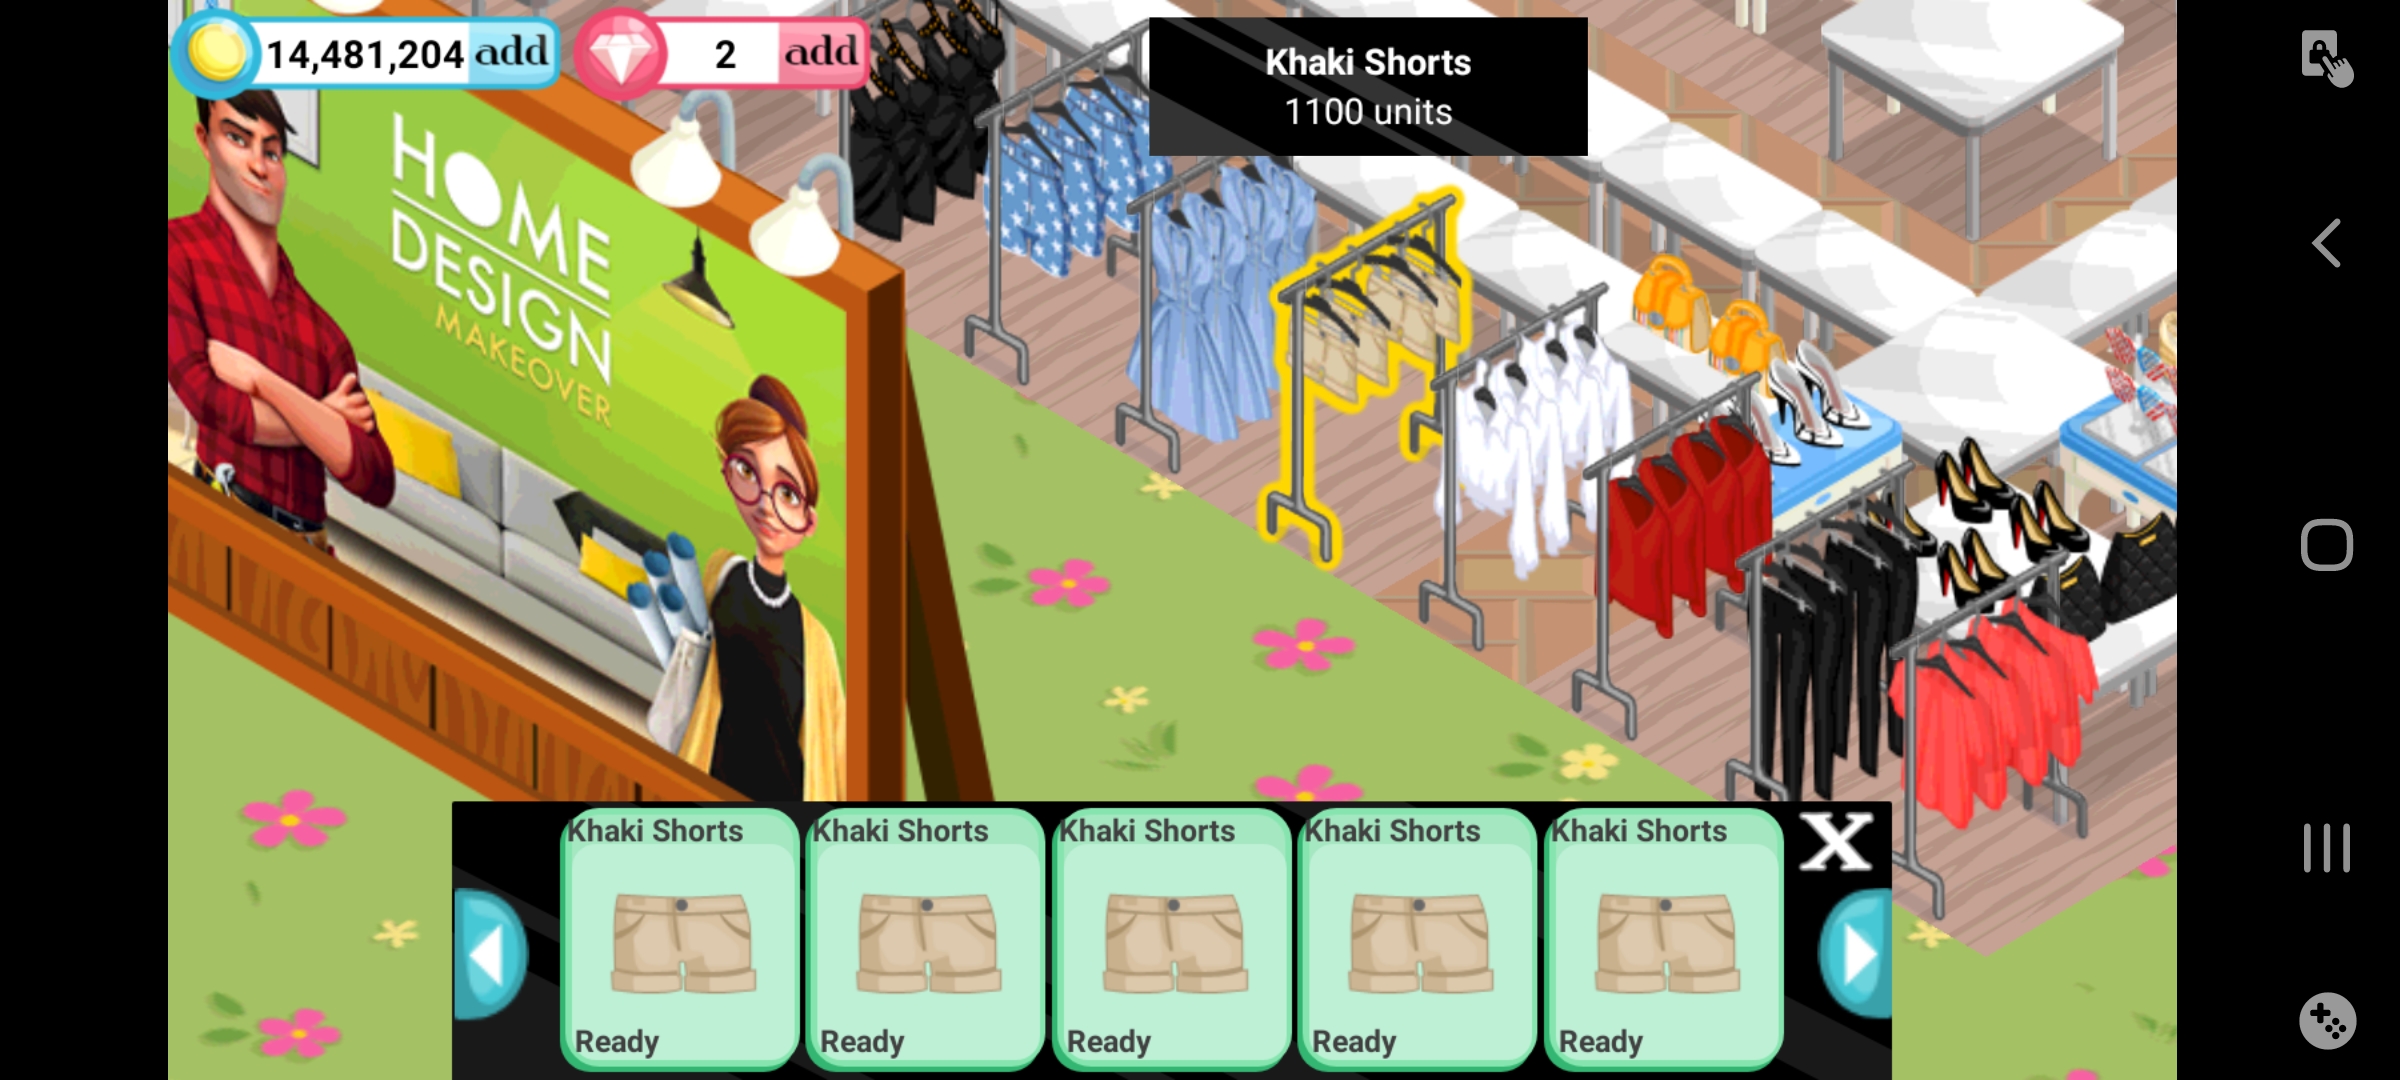 14,481,204 add
2 add
Khaki Shorts
1100 units
HOME
DESIGN
MAKEOVER
Khaki Shorts
Khaki Shorts
Khaki Shorts
Khaki Shorts
Khaki Shorts
X
Ready
Ready
Ready
Ready
Ready